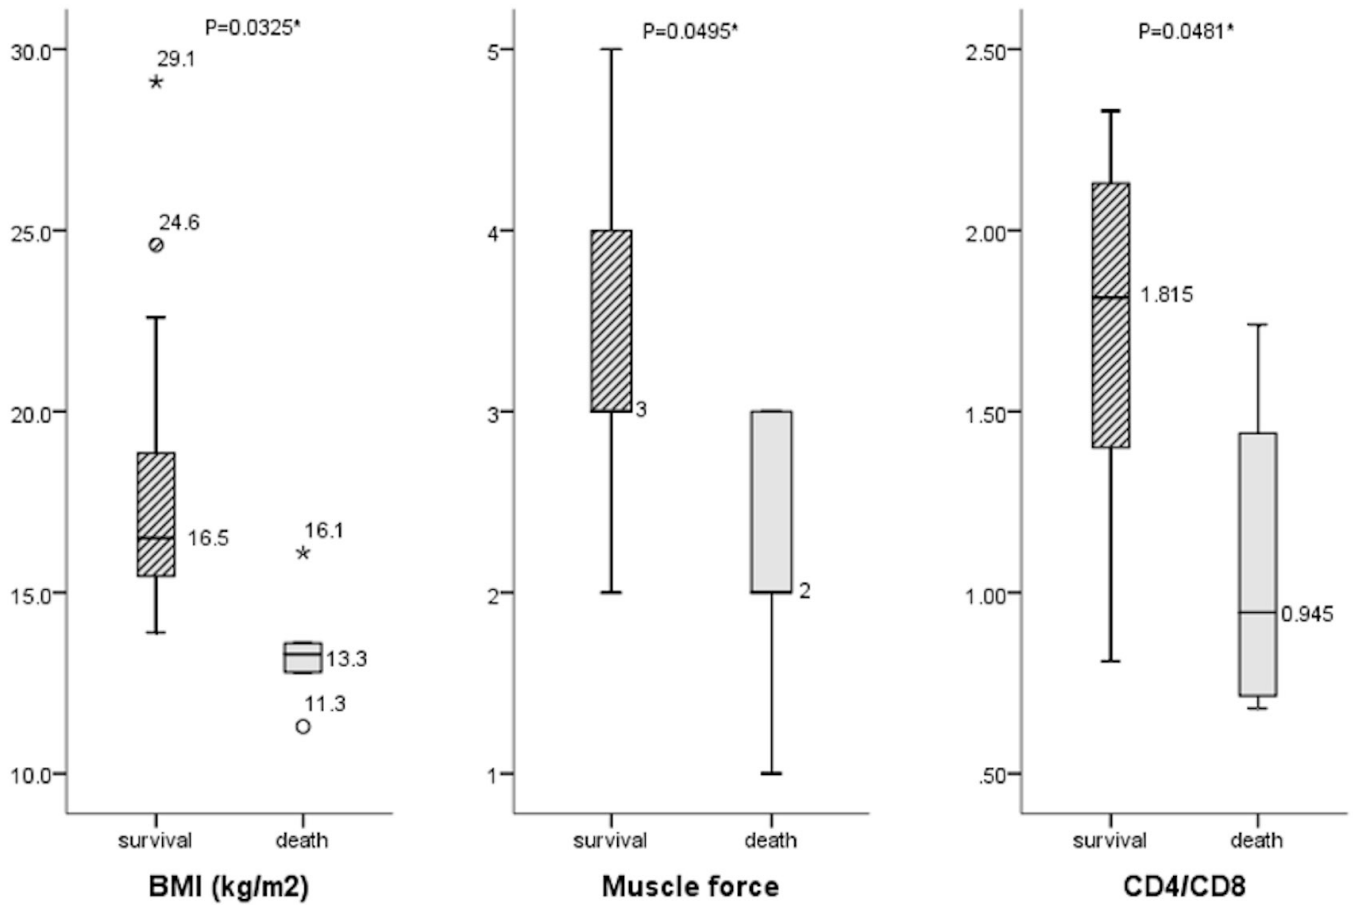 P=0.0325*
30.0
25.0
20.0
15.0
10.0
29.1
24.6
16.5
16.1
13.3
11.3
survival death
BMI (kg/m2)
P=0.0495*
5
4
3
2
1
3
2
survival death
Muscle force
P=0.0481*
2.50
2.00
1.50
1.00
.50
1.815
0.945
survival death
CD4/CD8